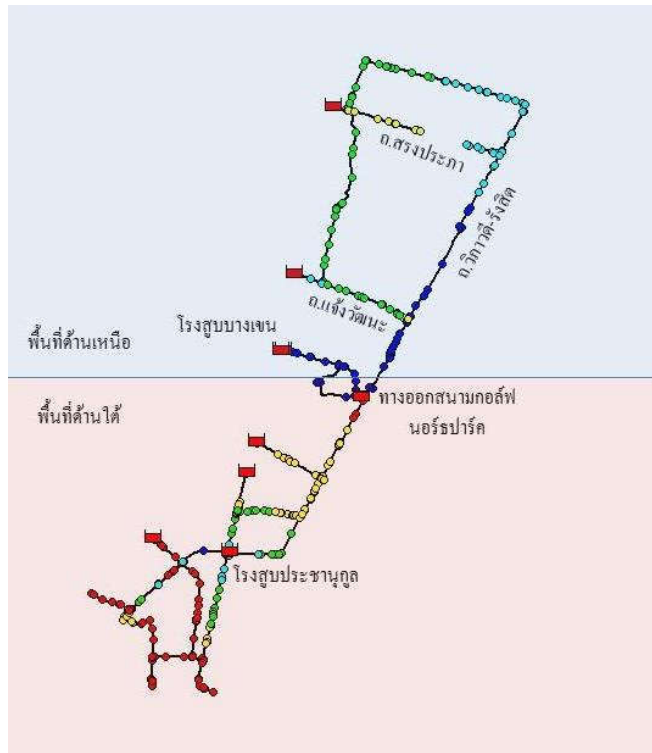 ถ.สรงประภา
ถ.วิภาวดี-รังสิต
ถ.แจ้งวัฒนะ
โรงสูบบางเขน
พื้นที่ด้านเหนือ
ทางออกสนามกอล์ฟ
นอร์ธปาร์ค
พื้นที่ด้านใต้
โรงสูบประชานุกูล